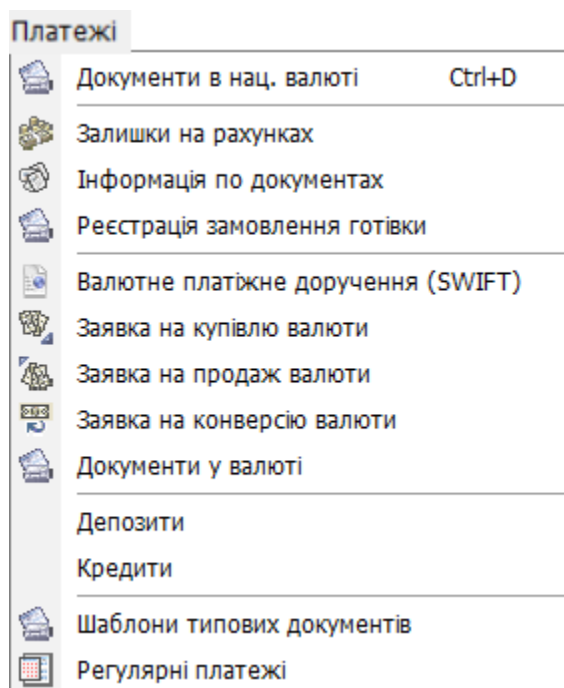 Платежі
Документи в нац. валюті Ctrl+D
Залишки на рахунках
Інформація по документах
Реєстрація замовлення готівки
Валютне платіжне доручення (SWIFT)
Заявка на купівлю валюти
Заявка на продаж валюти
Заявка на конверсію валюти
Документи у валюті
Депозити
Кредити
Шаблони типових документів
Регулярні платежі